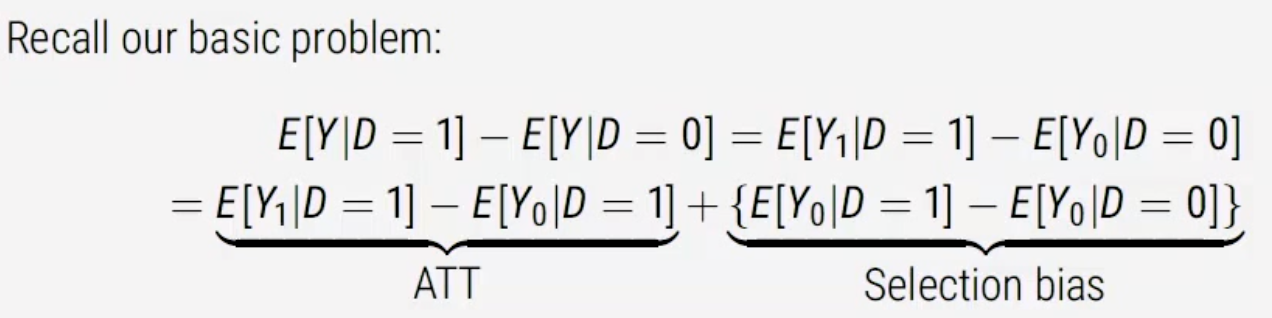 Recall our basic problem:
E[Y|D = 1] − E[Y|D = 0] = E[Y₁|D = 1] − E[Y₀|D = 0]
= E[Y₁|D = 1] − E[Y₀|D = 1] + {E[Y₀|D = 1] − E[Y₀|D = 0]}
ATT Selection bias